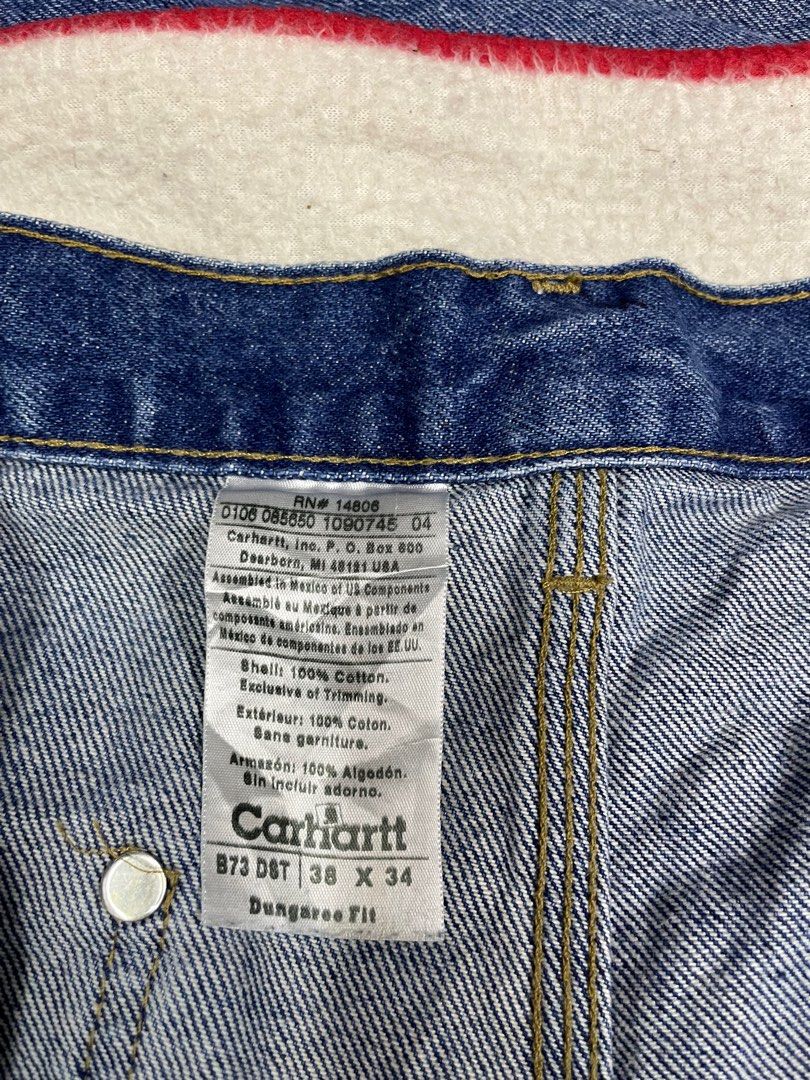 RN# 14806
0106 085650 1090745 04
Carhartt, Inc. P. O. Box 600
Dearborn, MI 48121 USA
Assembled in Mexico of US Components
Assemblé au Mexique à partir de
composants américains. Ensamblado en
México de componentes de los EE.UU.
Shell: 100% Cotton.
Exclusive of Trimming.
Extérieur: 100% Coton.
Sans garniture.
Armazón: 100% Algodón.
Sin incluir adorno.
Carhartt
B73 DST 38 X 34
Dungaree Fit